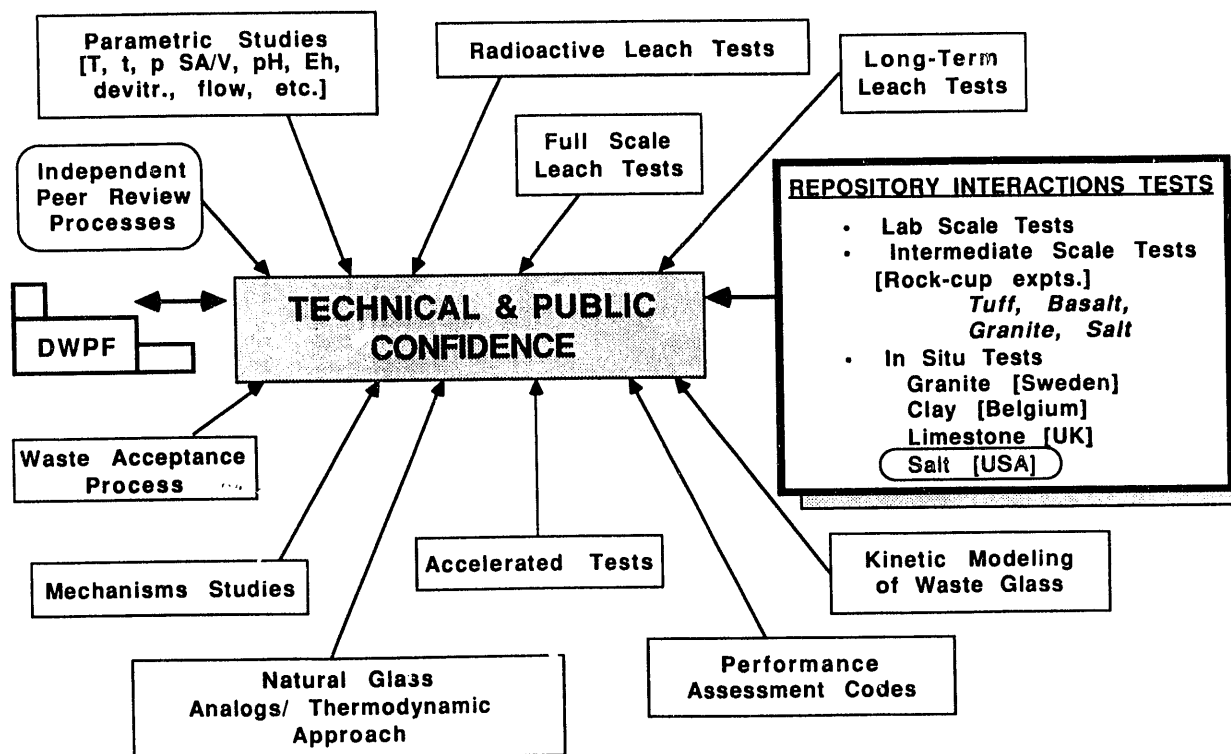 Parametric Studies
[T, t, p SA/V, pH, Eh,
devitr., flow, etc.]
Radioactive Leach Tests
Long-Term
Leach Tests
Full Scale
Leach Tests
Independent
Peer Review
Processes
REPOSITORY INTERACTIONS TESTS
• Lab Scale Tests
• Intermediate Scale Tests
[Rock-cup expts.]
Tuff, Basalt,
Granite, Salt
• In Situ Tests
Granite [Sweden]
Clay [Belgium]
Limestone [UK]
Salt [USA]
TECHNICAL & PUBLIC
CONFIDENCE
DWPF
Waste Acceptance
Process
Mechanisms Studies
Accelerated Tests
Kinetic Modeling
of Waste Glass
Natural Glass
Analogs/ Thermodynamic
Approach
Performance
Assessment Codes